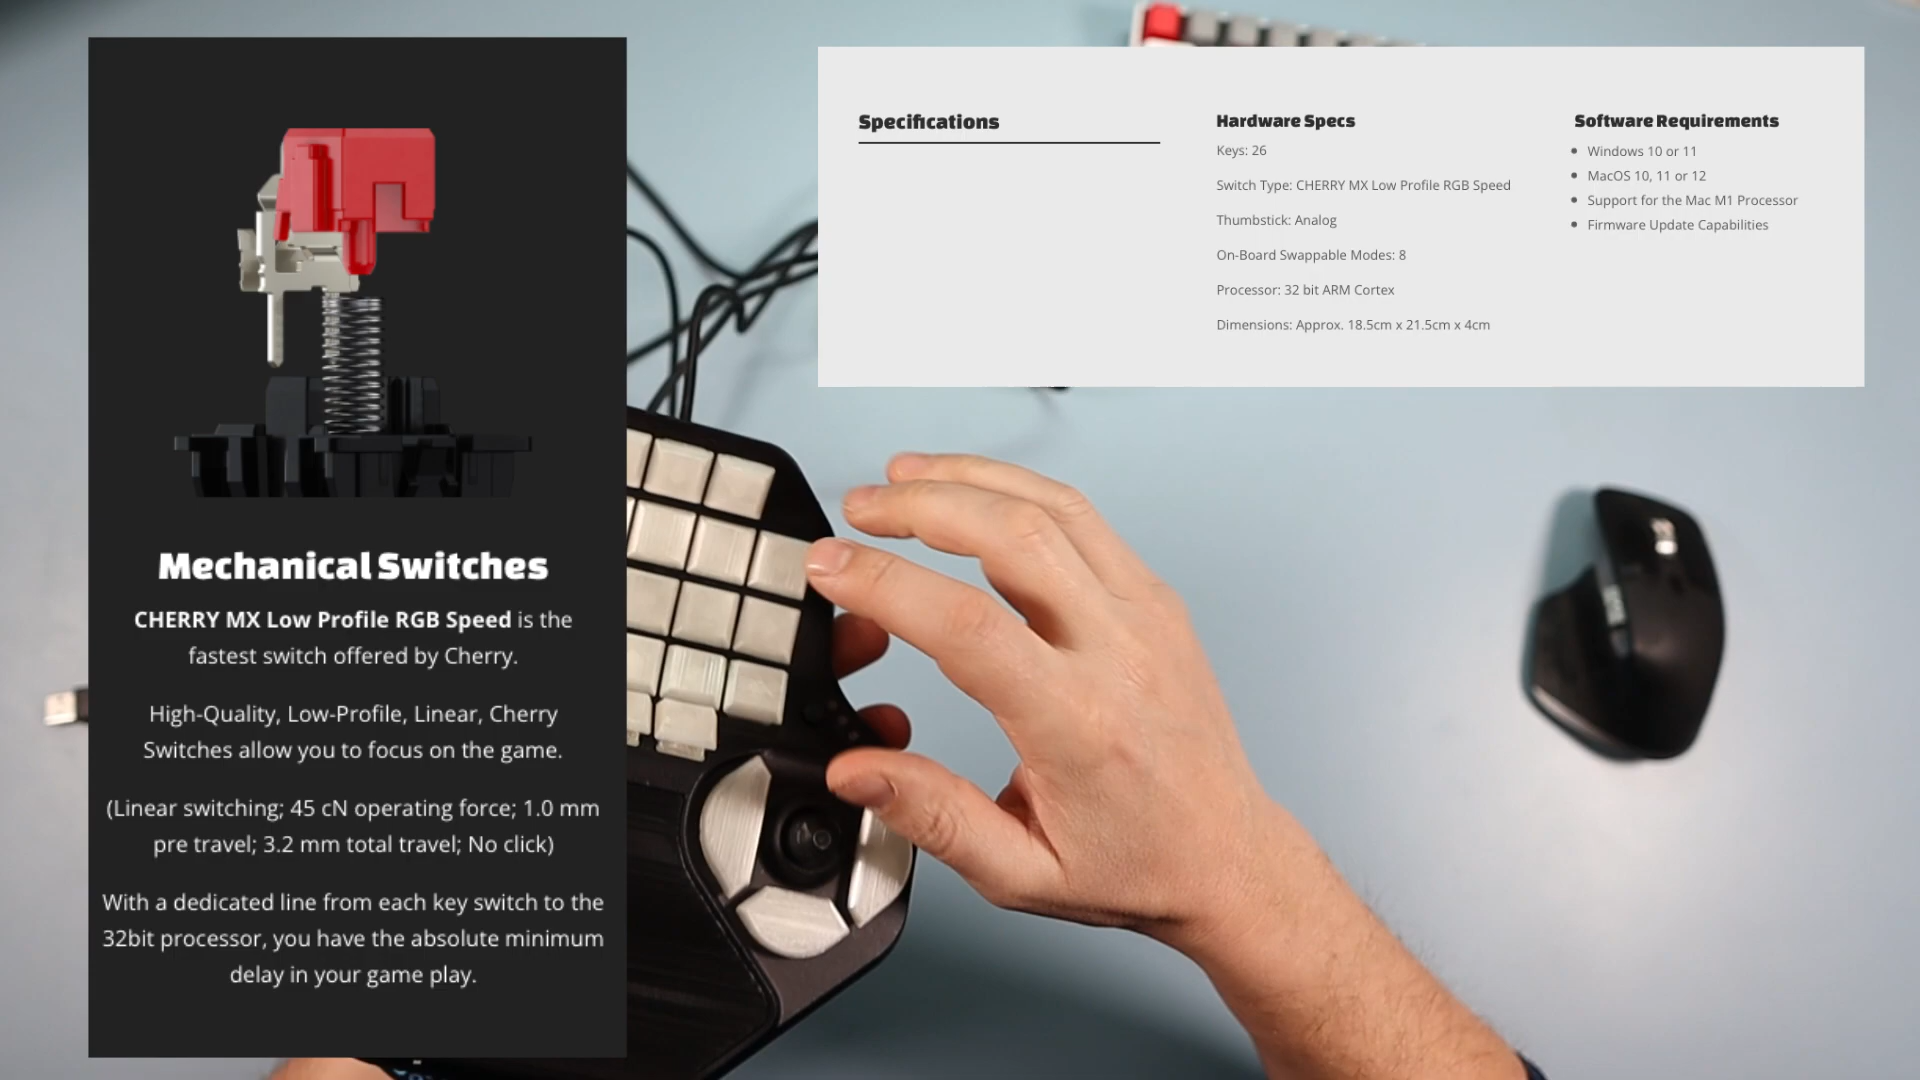 Mechanical Switches
CHERRY MX Low Profile RGB Speed is the
fastest switch offered by Cherry.
High-Quality, Low-Profile, Linear, Cherry
Switches allow you to focus on the game.
(Linear switching; 45 cN operating force; 1.0 mm
pre travel; 3.2 mm total travel; No click)
With a dedicated line from each key switch to the
32bit processor, you have the absolute minimum
delay in your game play.
Specifications
Hardware Specs
Keys: 26
Switch Type: CHERRY MX Low Profile RGB Speed
Thumbstick: Analog
On-Board Swappable Modes: 8
Processor: 32 bit ARM Cortex
Dimensions: Approx. 18.5cm x 21.5cm x 4cm
Software Requirements
Windows 10 or 11
MacOS 10, 11 or 12
Support for the Mac M1 Processor
Firmware Update Capabilities